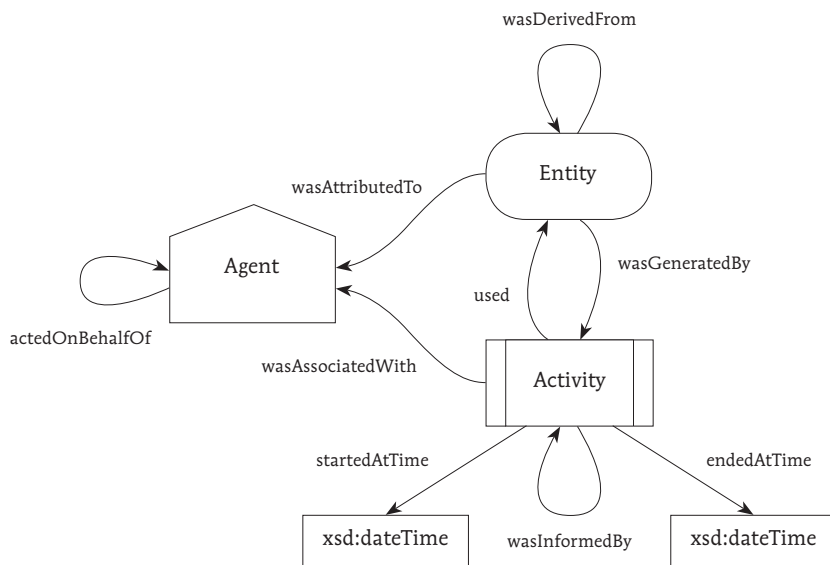 wasDerivedFrom
Entity
wasAttributedTo
Agent
wasGeneratedBy
used
actedOnBehalfOf
wasAssociatedWith
Activity
startedAtTime
endedAtTime
xsd:dateTime
wasInformedBy
xsd:dateTime